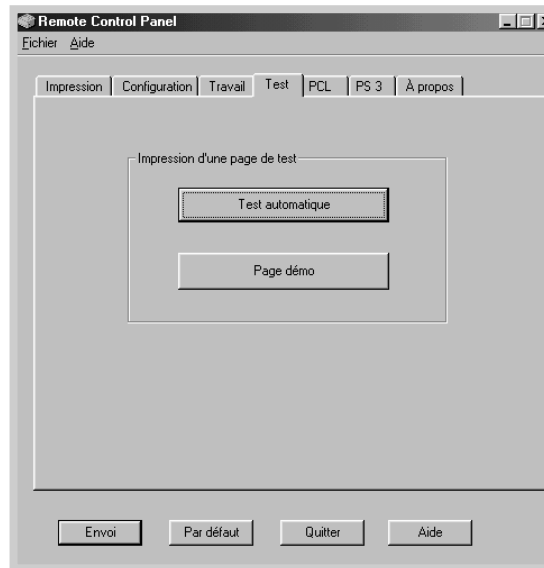 Remote Control Panel
Fichier Aide
Impression Configuration Travail Test PCL PS 3 À propos
Impression d'une page de test
Test automatique
Page démo
Envoi Par défaut Quitter Aide